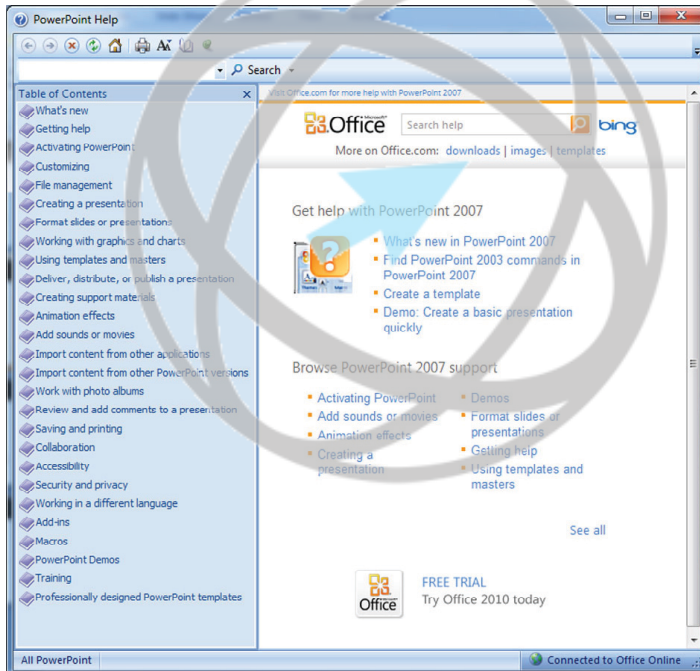 PowerPoint Help
Search
Table of Contents
What's new
Getting help
Activating PowerPoint
Customizing
File management
Creating a presentation
Format slides or presentations
Working with graphics and charts
Using templates and masters
Deliver, distribute, or publish a presentation
Creating support materials
Animation effects
Add sounds or movies
Import content from other applications
Import content from other PowerPoint versions
Work with photo albums
Review and add comments to a presentation
Saving and printing
Collaboration
Accessibility
Security and privacy
Working in a different language
Add-ins
Macros
PowerPoint Demos
Training
Professionally designed PowerPoint templates
Visit Office.com for more help with PowerPoint 2007
Microsoft
Office
Search help
bing
More on Office.com: downloads | images | templates
Get help with PowerPoint 2007
What's new in PowerPoint 2007
Find PowerPoint 2003 commands in
PowerPoint 2007
Create a template
Demo: Create a basic presentation
quickly
Browse PowerPoint 2007 support
Activating PowerPoint
Add sounds or movies
Animation effects
Creating a
presentation
Demos
Format slides or
presentations
Getting help
Using templates and
masters
See all
Office
FREE TRIAL
Try Office 2010 today
All PowerPoint
Connected to Office Online